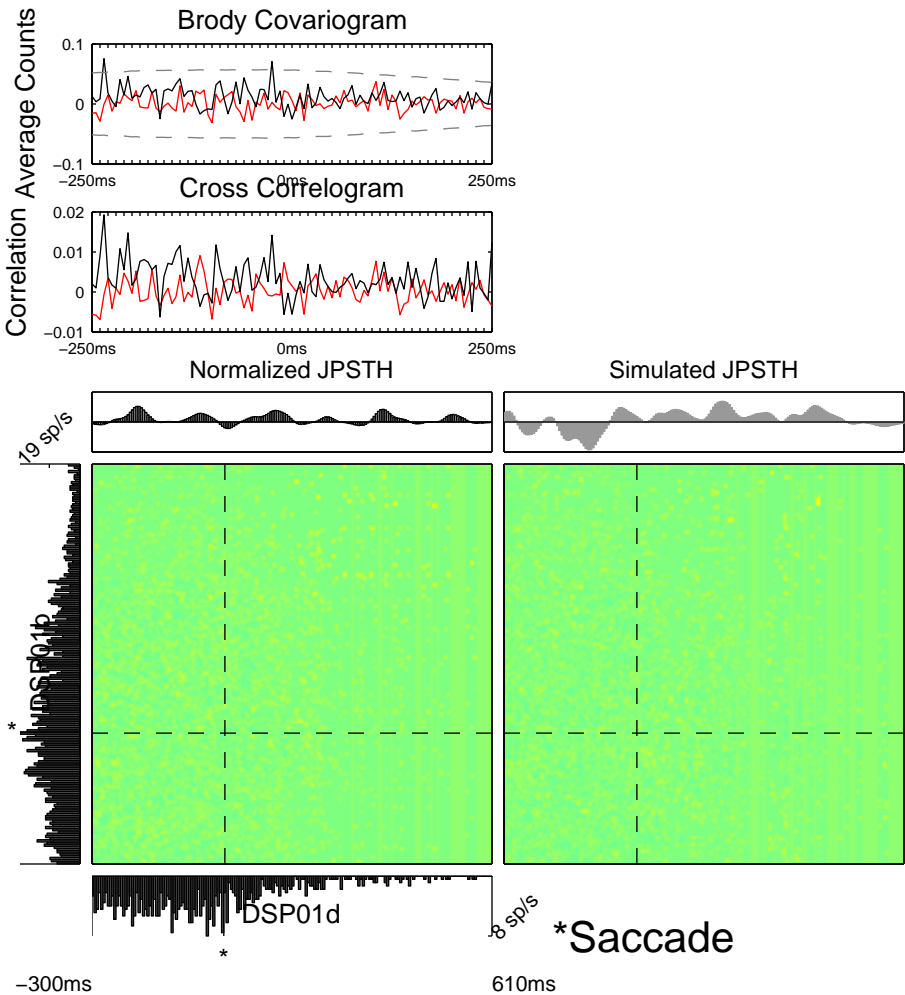 Brody Covariogram
Average Counts
0.1
0
−0.1
−250ms
0ms
250ms
Cross Correlogram
Correlation
0.02
0.01
0
−0.01
−250ms
0ms
250ms
Normalized JPSTH
Simulated JPSTH
19 sp/s
DSP01b
*
DSP01d
8 sp/s
*
*Saccade
−300ms
610ms